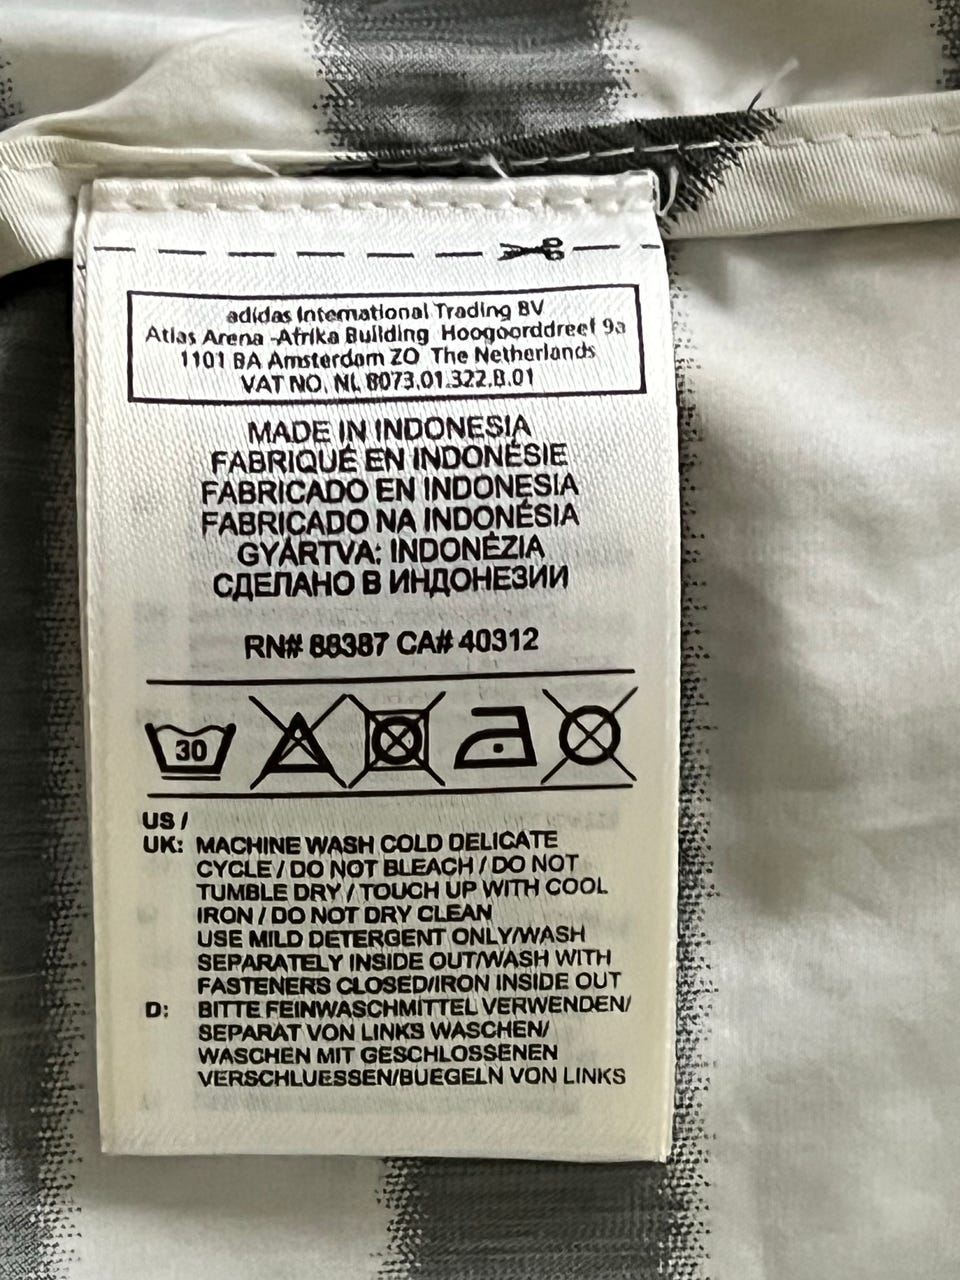 adidas International Trading BV
Atlas Arena -Afrika Building Hoogoorddreef 9a
1101 BA Amsterdam ZO The Netherlands
VAT NO. NL 8073.01.322.B.01
MADE IN INDONESIA
FABRIQUÉ EN INDONÉSIE
FABRICADO EN INDONESIA
FABRICADO NA INDONÉSIA
GYÁRTVA: INDONÉZIA
СДЕЛАНО В ИНДОНЕЗИИ
RN# 88387 CA# 40312
30
US /
UK: MACHINE WASH COLD DELICATE
CYCLE / DO NOT BLEACH / DO NOT
TUMBLE DRY / TOUCH UP WITH COOL
IRON / DO NOT DRY CLEAN
USE MILD DETERGENT ONLY/WASH
SEPARATELY INSIDE OUT/WASH WITH
FASTENERS CLOSED/IRON INSIDE OUT
D: BITTE FEINWASCHMITTEL VERWENDEN/
SEPARAT VON LINKS WASCHEN/
WASCHEN MIT GESCHLOSSENEN
VERSCHLUESSEN/BUEGELN VON LINKS